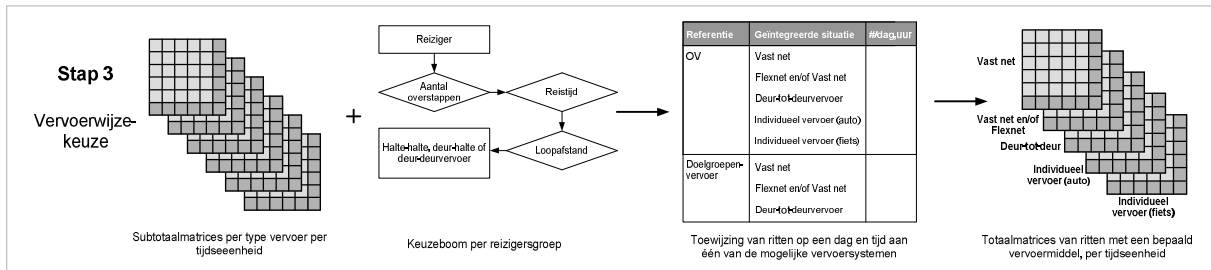 Stap 3
Vervoerwijze-
keuze
Subtotaalmatrices per type vervoer per
tijdseeenheid
+
Reiziger
Aantal
overstappen
Reistijd
Loopafstand
Halte-halte, deur-halte of
deur-deurvervoer
Keuzeboom per reizigersgroep
Referentie Geïntegreerde situatie #/dag,uur
OV Vast net
Flexnet en/of Vast net
Deur-tot-deurvervoer
Individueel vervoer (auto)
Individueel vervoer (fiets)
Doelgroepen- Vast net
vervoer
Flexnet en/of Vast net
Deur-tot-deurvervoer
Toewijzing van ritten op een dag en tijd aan
één van de mogelijke vervoersystemen
Vast net
Vast net en/of
Flexnet
Deur-tot-deur
Individueel
vervoer (auto)
Individueel
vervoer (fiets)
Totaalmatrices van ritten met een bepaald
vervoermiddel, per tijdseenheid